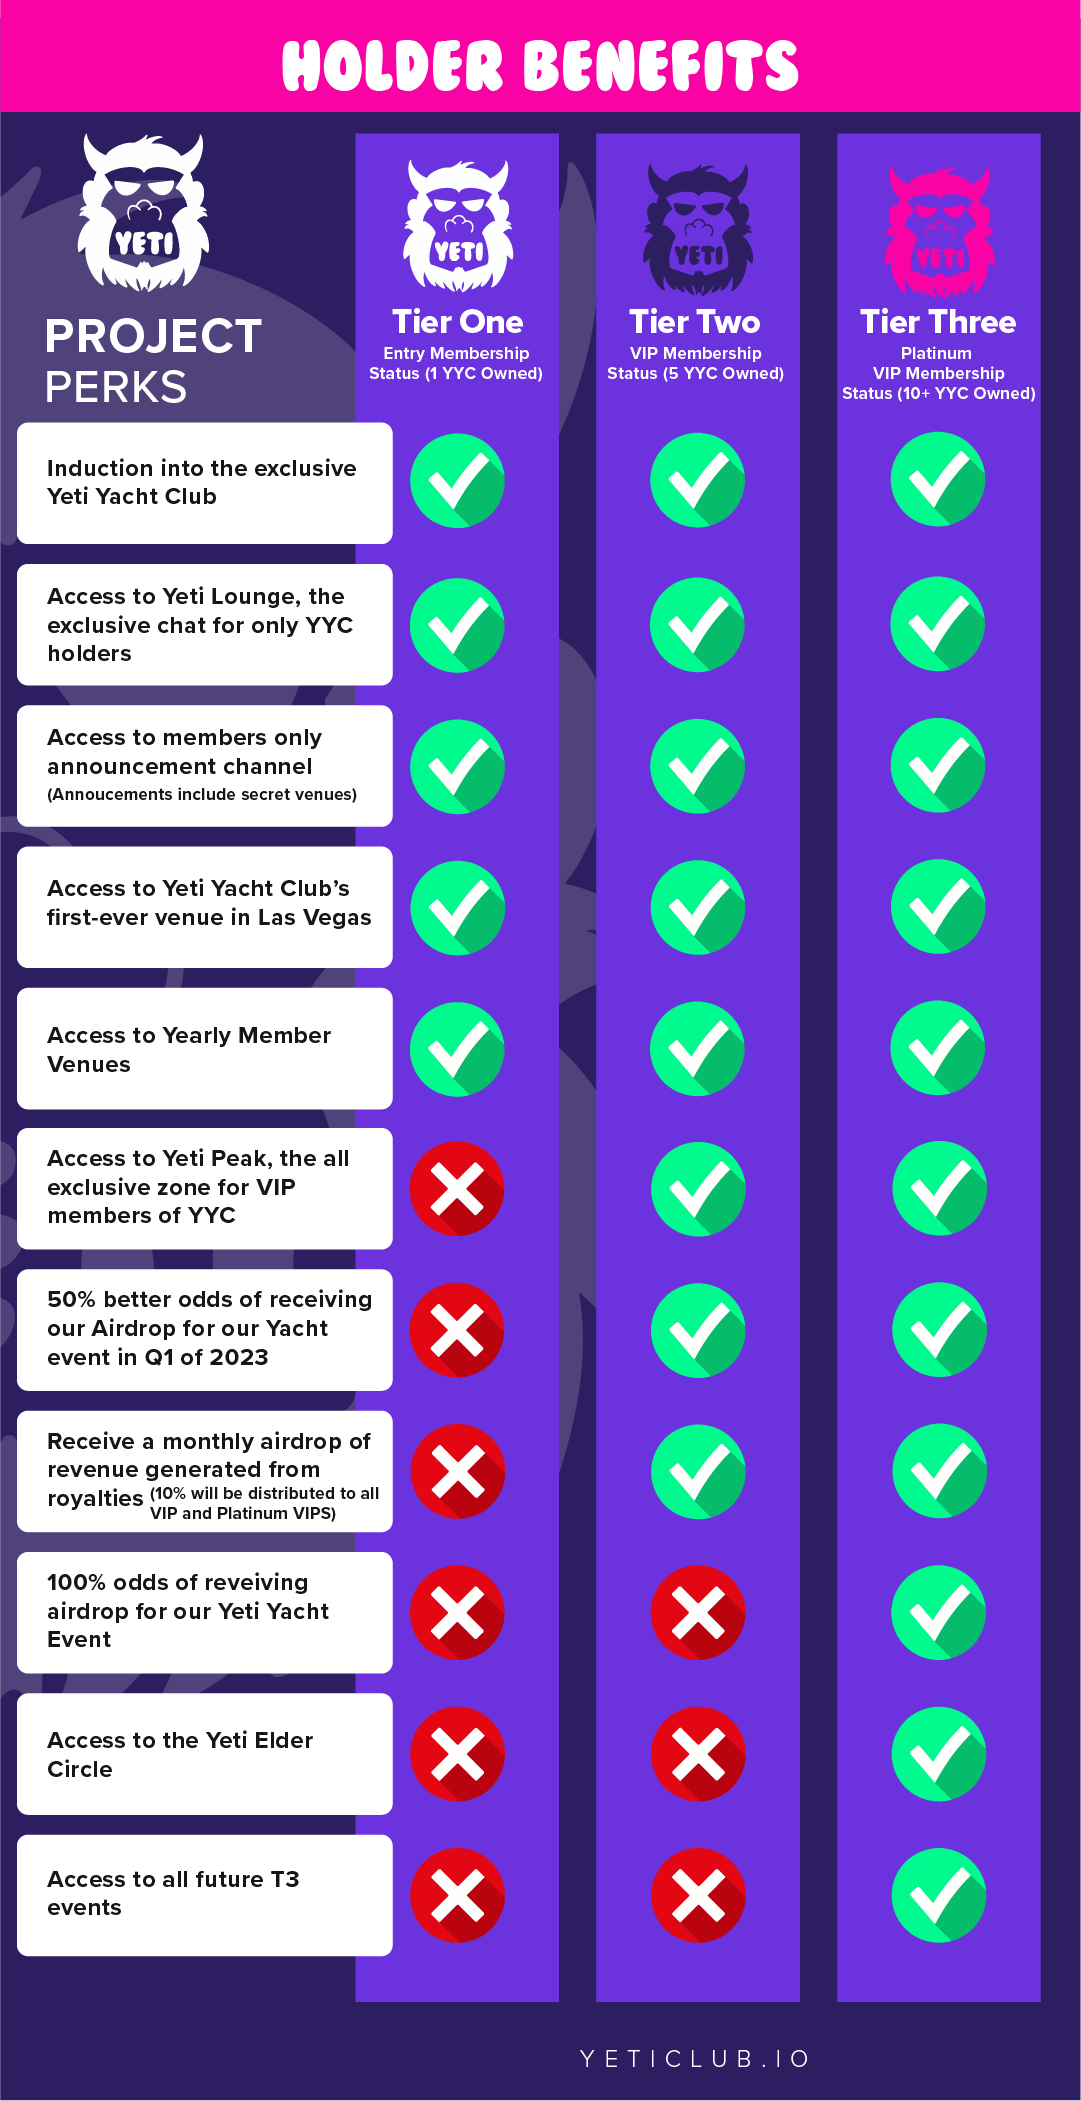 HOLDER BENEFITS
YETI
YETI
YETI
YETI
PROJECT
PERKS
Tier One
Entry Membership
Status (1 YYC Owned)
Tier Two
VIP Membership
Status (5 YYC Owned)
Tier Three
Platinum
VIP Membership
Status (10+ YYC Owned)
Induction into the exclusive
Yeti Yacht Club
Access to Yeti Lounge, the
exclusive chat for only YYC
holders
Access to members only
announcement channel
(Annoucements include secret venues)
Access to Yeti Yacht Club’s
first-ever venue in Las Vegas
Access to Yearly Member
Venues
Access to Yeti Peak, the all
exclusive zone for VIP
members of YYC
50% better odds of receiving
our Airdrop for our Yacht
event in Q1 of 2023
Receive a monthly airdrop of
revenue generated from
royalties (10% will be distributed to all
VIP and Platinum VIPS)
100% odds of reveiving
airdrop for our Yeti Yacht
Event
Access to the Yeti Elder
Circle
Access to all future T3
events
YETICLUB.IO